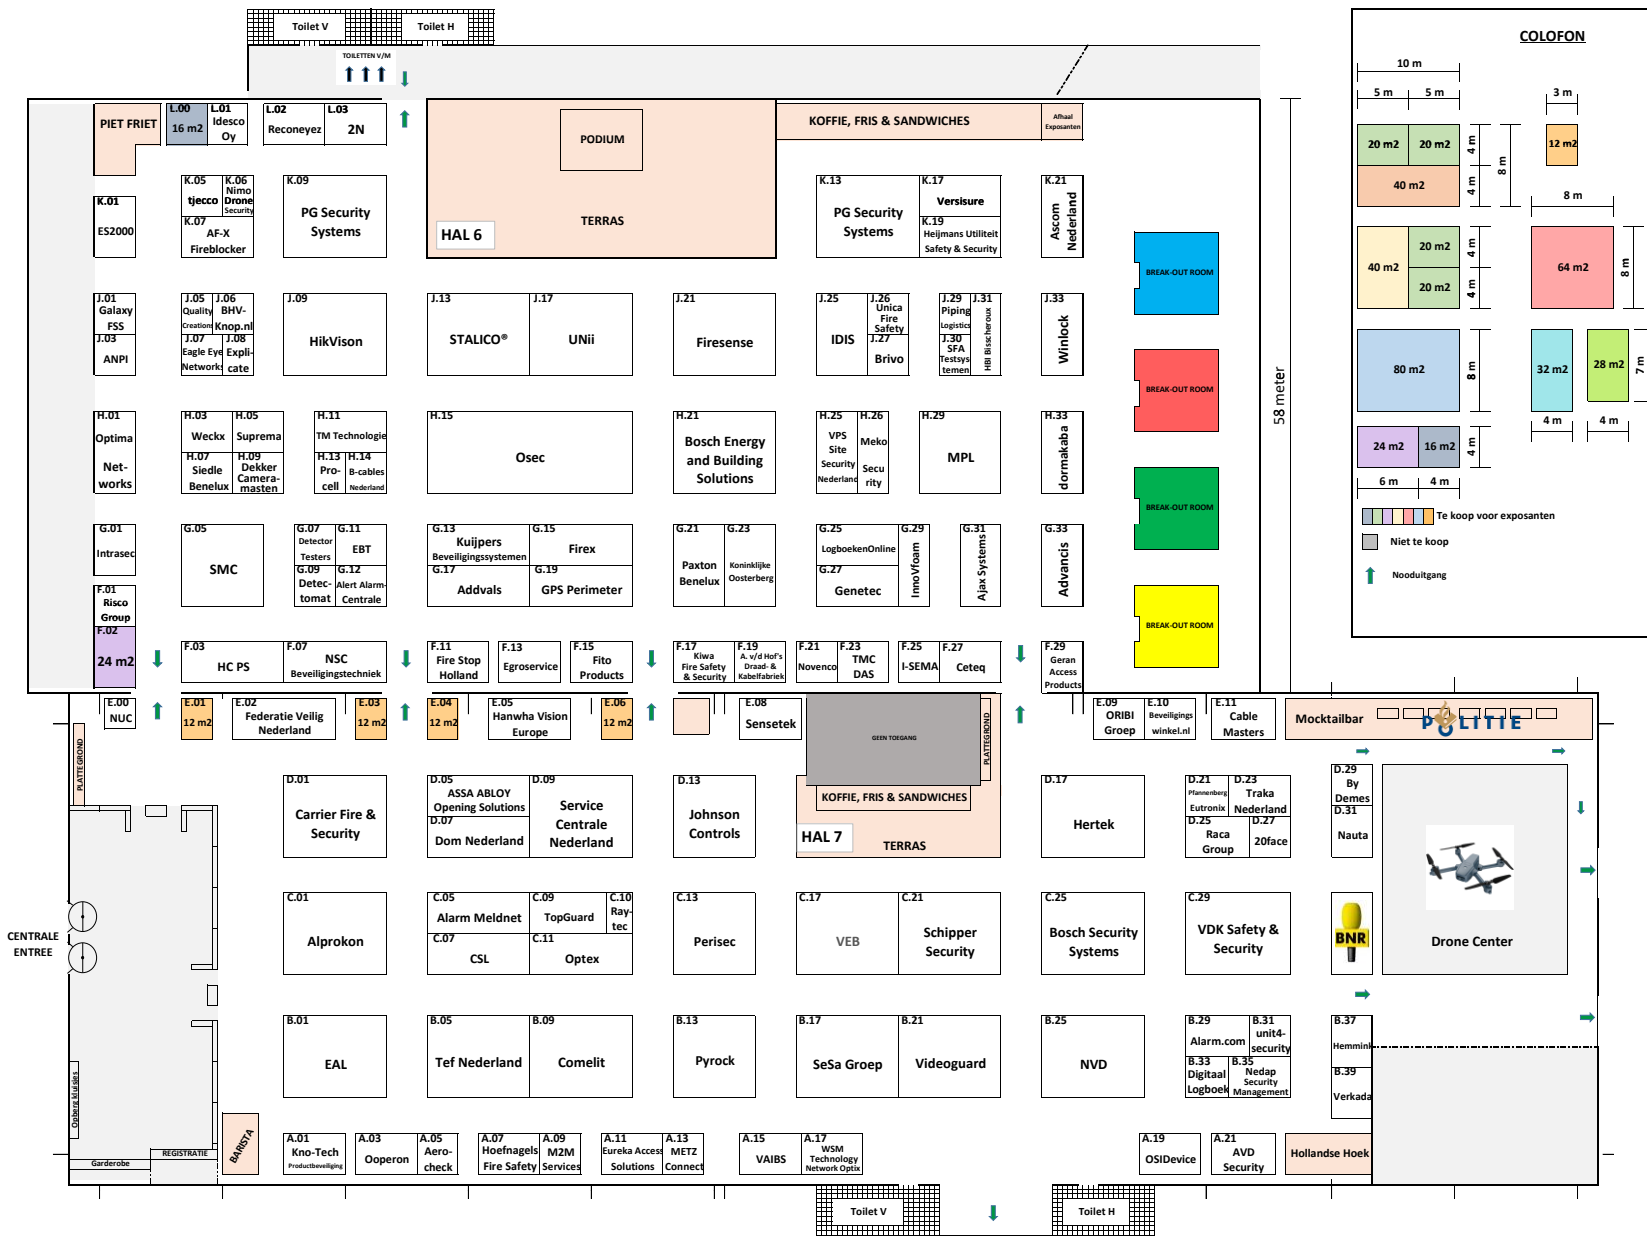 Toilet V
Toilet H
TOILETTEN V/M
COLOFON
10 m
5 m
5 m
3 m
20 m2
20 m2
40 m2
4 m
4 m
8 m
12 m2
8 m
40 m2
20 m2
20 m2
4 m
4 m
64 m2
8 m
80 m2
8 m
32 m2
28 m2
7 m
4 m
4 m
24 m2
16 m2
4 m
6 m
4 m
Te koop voor exposanten
Niet te koop
Nooduitgang
PIET FRIET
L.00
16 m2
L.01
Idesco
Oy
L.02
Reconeyez
L.03
2N
PODIUM
TERRAS
HAL 6
KOFFIE, FRIS & SANDWICHES
Afhaal
Exposanten
K.01
ES2000
K.05
tjecco
K.06
Nimo
Drone
Security
K.07
AF-X
Fireblocker
K.09
PG Security
Systems
K.13
PG Security
Systems
K.17
Versisure
K.19
Heijmans Utiliteit
Safety & Security
K.21
Ascom
Nederland
BREAK-OUT ROOM
J.01
Galaxy
FSS
J.03
ANPI
J.05
Quality
Creations
J.06
BHV-
Knop.nl
J.07
Eagle Eye
Networks
J.08
Expli-
cate
J.09
HikVison
J.13
STALICO®
J.17
UNii
J.21
Firesense
J.25
IDIS
J.26
Unica
Fire
Safety
J.27
Brivo
J.29
Piping
Logistics
J.30
SFA
Testsys
temen
J.31
HBI Bisscheroux
J.33
Winlock
BREAK-OUT ROOM
58 meter
H.01
Optima
Net-
works
H.03
Weckx
H.05
Suprema
H.07
Siedle
Benelux
H.09
Dekker
Camera-
masten
H.11
TM Technologie
H.13
Pro-
cell
H.14
B-cables
Nederland
H.15
Osec
H.21
Bosch Energy
and Building
Solutions
H.25
VPS
Site
Security
Nederland
H.26
Meko
Secu
rity
H.29
MPL
H.33
dormakaba
BREAK-OUT ROOM
G.01
Intrasec
G.05
SMC
G.07
Detector
Testers
G.09
Detec-
tomat
G.11
EBT
G.12
Alert Alarm-
Centrale
G.13
Kuijpers
Beveiligingssystemen
G.15
Firex
G.17
Addvals
G.19
GPS Perimeter
G.21
Paxton
Benelux
G.23
Koninklijke
Oosterberg
G.25
LogboekenOnline
G.27
Genetec
G.29
InnoVfoam
G.31
Ajax Systems
G.33
Advancis
BREAK-OUT ROOM
F.01
Risco
Group
F.02
24 m2
F.03
HC PS
F.07
NSC
Beveiligingstechniek
F.11
Fire Stop
Holland
F.13
Egroservice
F.15
Fito
Products
F.17
Kiwa
Fire Safety
& Security
F.19
A. v/d Hof's
Draad- &
Kabelfabriek
F.21
Novenco
F.23
TMC
DAS
F.25
I-SEMA
F.27
Ceteq
F.29
Geran
Access
Products
E.00
NUC
E.01
12 m2
E.02
Federatie Veilig
Nederland
E.03
12 m2
E.04
12 m2
E.05
Hanwha Vision
Europe
E.06
12 m2
E.08
Sensetek
GEEN TOEGANG
PLATTEGROND
KOFFIE, FRIS & SANDWICHES
HAL 7
TERRAS
E.09
ORIBI
Groep
E.10
Beveiligings
winkel.nl
E.11
Cable
Masters
Mocktailbar
POLITIE
PLATTEGROND
D.01
Carrier Fire &
Security
D.05
ASSA ABLOY
Opening Solutions
D.07
Dom Nederland
D.09
Service
Centrale
Nederland
D.13
Johnson
Controls
D.17
Hertek
D.21
Pfannenberg
Eutronix
D.23
Traka
Nederland
D.25
Raca
Group
D.27
20face
D.29
By
Demes
D.31
Nauta
Drone Center
CENTRALE
ENTREE
C.01
Alprokon
C.05
Alarm Meldnet
C.07
CSL
C.09
TopGuard
C.10
Ray-
tec
C.11
Optex
C.13
Perisec
C.17
VEB
C.21
Schipper
Security
C.25
Bosch Security
Systems
C.29
VDK Safety &
Security
BNR
B.01
EAL
B.05
Tef Nederland
B.09
Comelit
B.13
Pyrock
B.17
SeSa Groep
B.21
Videoguard
B.25
NVD
B.29
Alarm.com
B.31
unit4-
security
B.33
Digitaal
Logboek
B.35
Nedap
Security
Management
B.37
Hemmink
B.39
Verkada
Opberg kluisjes
Garderobe
REGISTRATIE
BARISTA
A.01
Kno-Tech
Productbeveiliging
A.03
Ooperon
A.05
Aero-
check
A.07
Hoefnagels
Fire Safety
A.09
M2M
Services
A.11
Eureka Access
Solutions
A.13
METZ
Connect
A.15
VAIBS
A.17
WSM
Technology
Network Optix
A.19
OSIDevice
A.21
AVD
Security
Hollandse Hoek
Toilet V
Toilet H